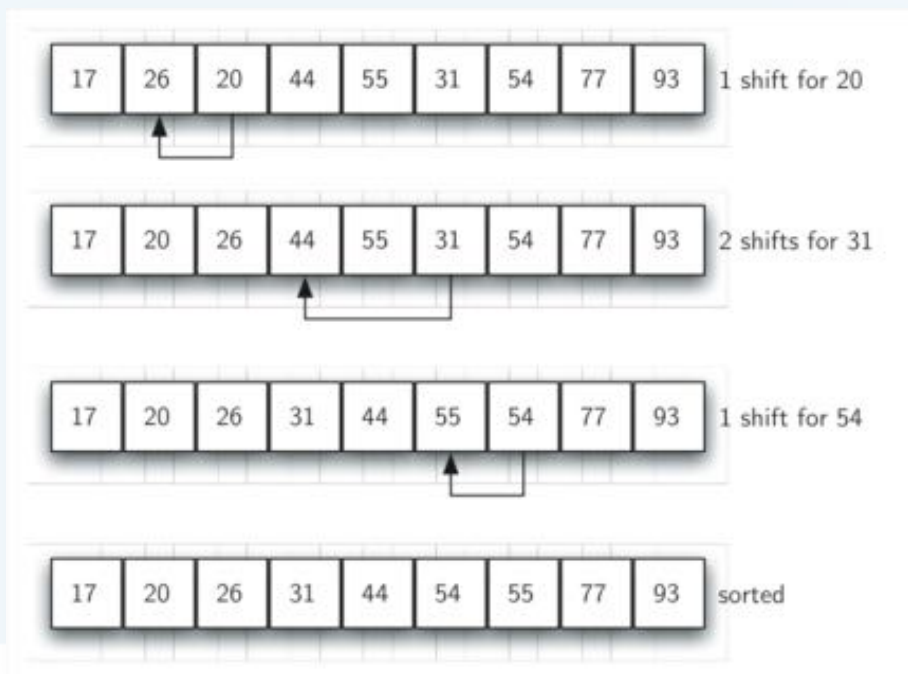 17 26 20 44 55 31 54 77 93 1 shift for 20
17 20 26 44 55 31 54 77 93 2 shifts for 31
17 20 26 31 44 55 54 77 93 1 shift for 54
17 20 26 31 44 54 55 77 93 sorted